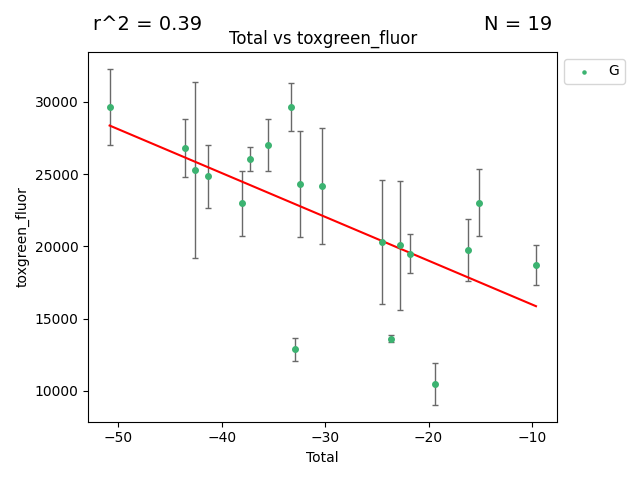 r^2 = 0.39
N = 19
Total vs toxgreen_fluor
G
30000
25000
20000
15000
10000
toxgreen_fluor
−50
−40
−30
−20
−10
Total